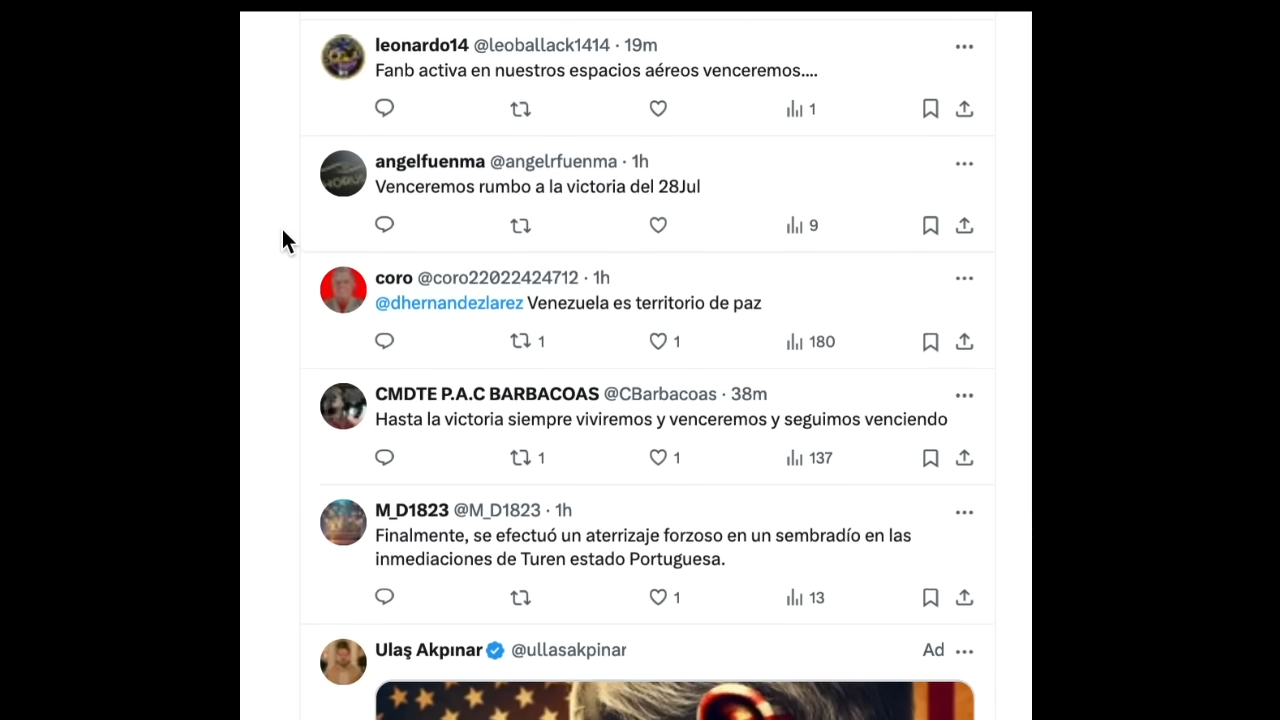 leonardo14 @leoballack1414 · 19m
Fanb activa en nuestros espacios aéreos venceremos....
1
angelfuenma @angelrfuenma · 1h
Venceremos rumbo a la victoria del 28Jul
9
coro @coro22022424712 · 1h
@dhernandezlarez Venezuela es territorio de paz
1 1 180
CMDTE P.A.C BARBACOAS @CBarbacoas · 38m
Hasta la victoria siempre viviremos y venceremos y seguimos venciendo
1 1 137
M_D1823 @M_D1823 · 1h
Finalmente, se efectuó un aterrizaje forzoso en un sembradío en las
inmediaciones de Turen estado Portuguesa.
1 13
Ulaş Akpınar @ullasakpinar Ad